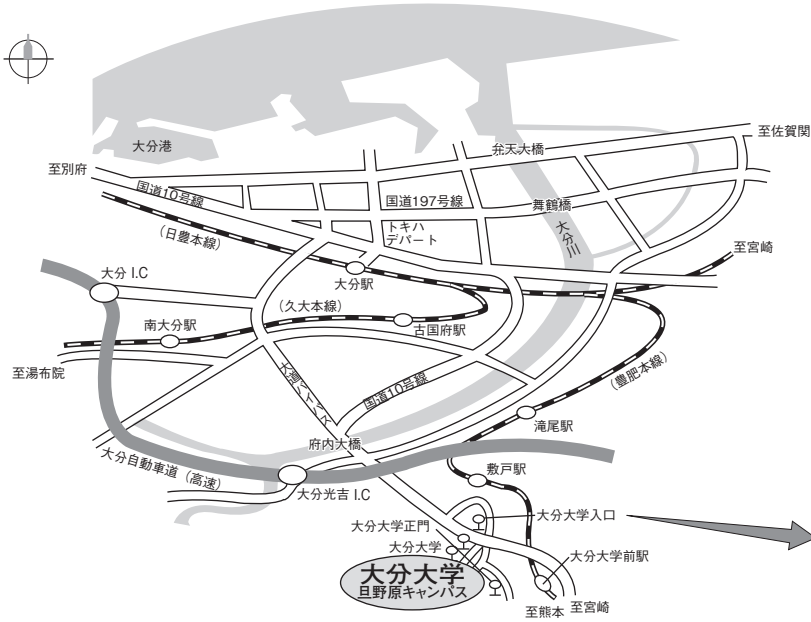 大分港
至佐賀関
弁天大橋
至別府
国道10号線
国道197号線
舞鶴橋
トキハ
デパート
大分川
(日豊本線)
至宮崎
大分 I.C
大分駅
(久大本線)
南大分駅
古国府駅
至湯布院
大道バイパス
国道10号線
(豊肥本線)
滝尾駅
府内大橋
大分自動車道 (高速)
敷戸駅
大分光吉 I.C
大分大学入口
大分大学正門
大分大学
大分大学前駅
大分大学
旦野原キャンパス
至熊本
至宮崎